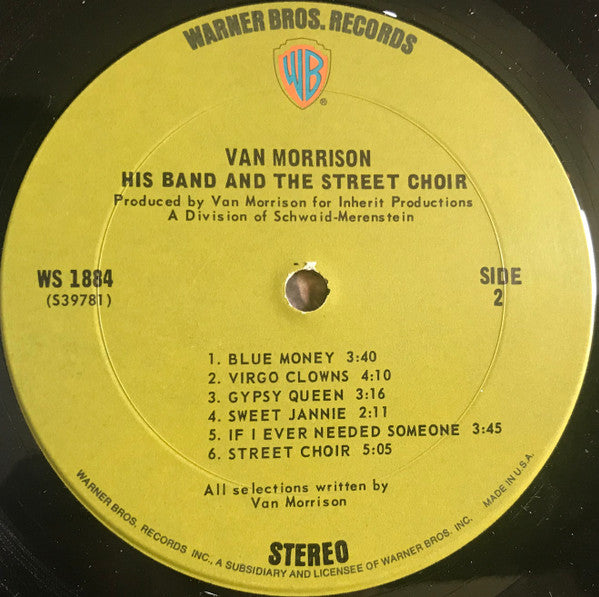 WARNER BROS. RECORDS
WB
®
VAN MORRISON
HIS BAND AND THE STREET CHOIR
Produced by Van Morrison for Inherit Productions
A Division of Schwaid-Merenstein
WS 1884
(S39781)
SIDE
2
1. BLUE MONEY 3:40
2. VIRGO CLOWNS 4:10
3. GYPSY QUEEN 3:16
4. SWEET JANNIE 2:11
5. IF I EVER NEEDED SOMEONE 3:45
6. STREET CHOIR 5:05
All selections written by
Van Morrison
STEREO
WARNER BROS. RECORDS INC., A SUBSIDIARY AND LICENSEE OF WARNER BROS. INC.
MADE IN U.S.A.